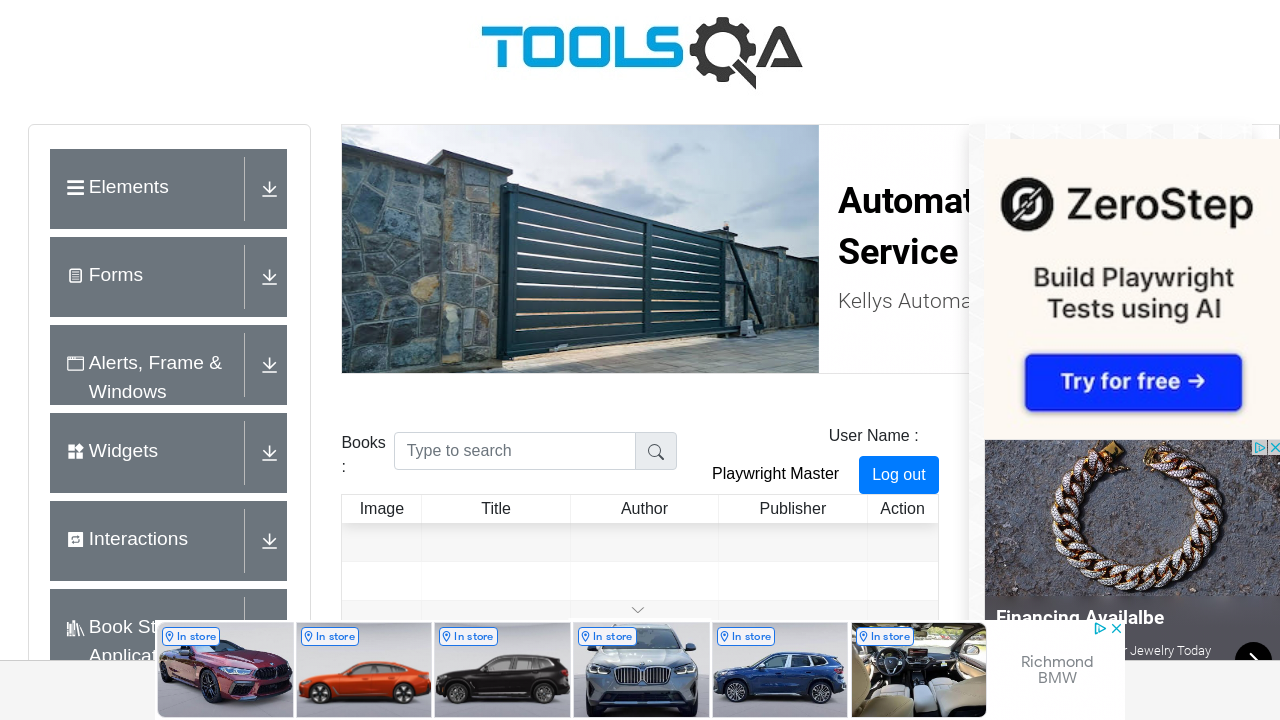 TOOLSQA
Elements
Forms
Alerts, Frame &
Windows
Widgets
Interactions
Book St
Applicat
Automat
Service
Kellys Automa
Books
:
Type to search
User Name :
Playwright Master
Log out
Image Title Author Publisher Action
ZeroStep
Build Playwright
Tests using AI
Try for free →
Financing Availalbe
r Jewelry Today
In store
In store
In store
In store
In store
In store
Richmond
BMW